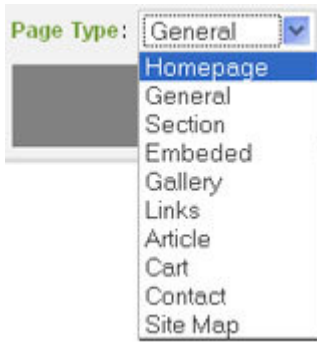 Page Type: General
Homepage
General
Section
Embeded
Gallery
Links
Article
Cart
Contact
Site Map